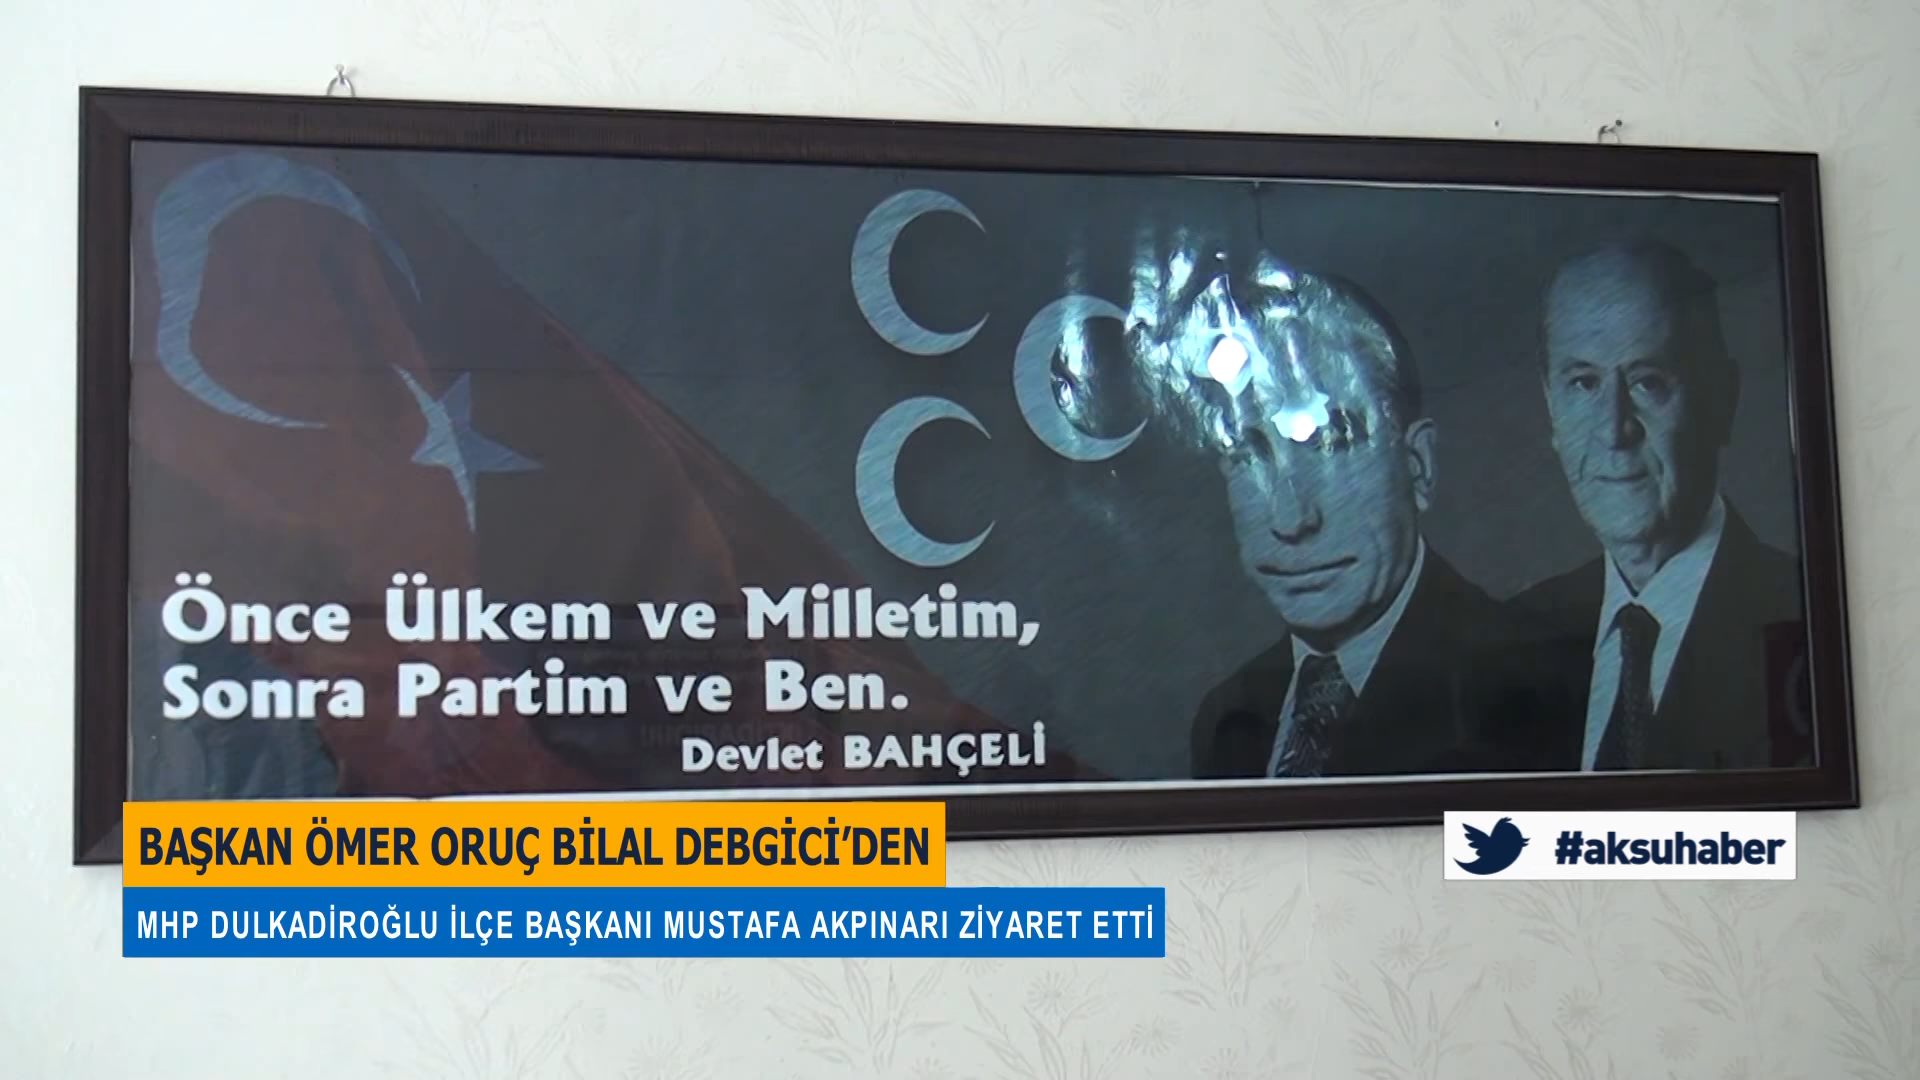 Önce Ülkem ve Milletim,
Sonra Partim ve Ben.
Devlet BAHÇELİ
BAŞKAN ÖMER ORUÇ BİLAL DEBGİCİ’DEN
#aksuhaber
MHP DULKADİROĞLU İLÇE BAŞKANI MUSTAFA AKPINARI ZİYARET ETTİ